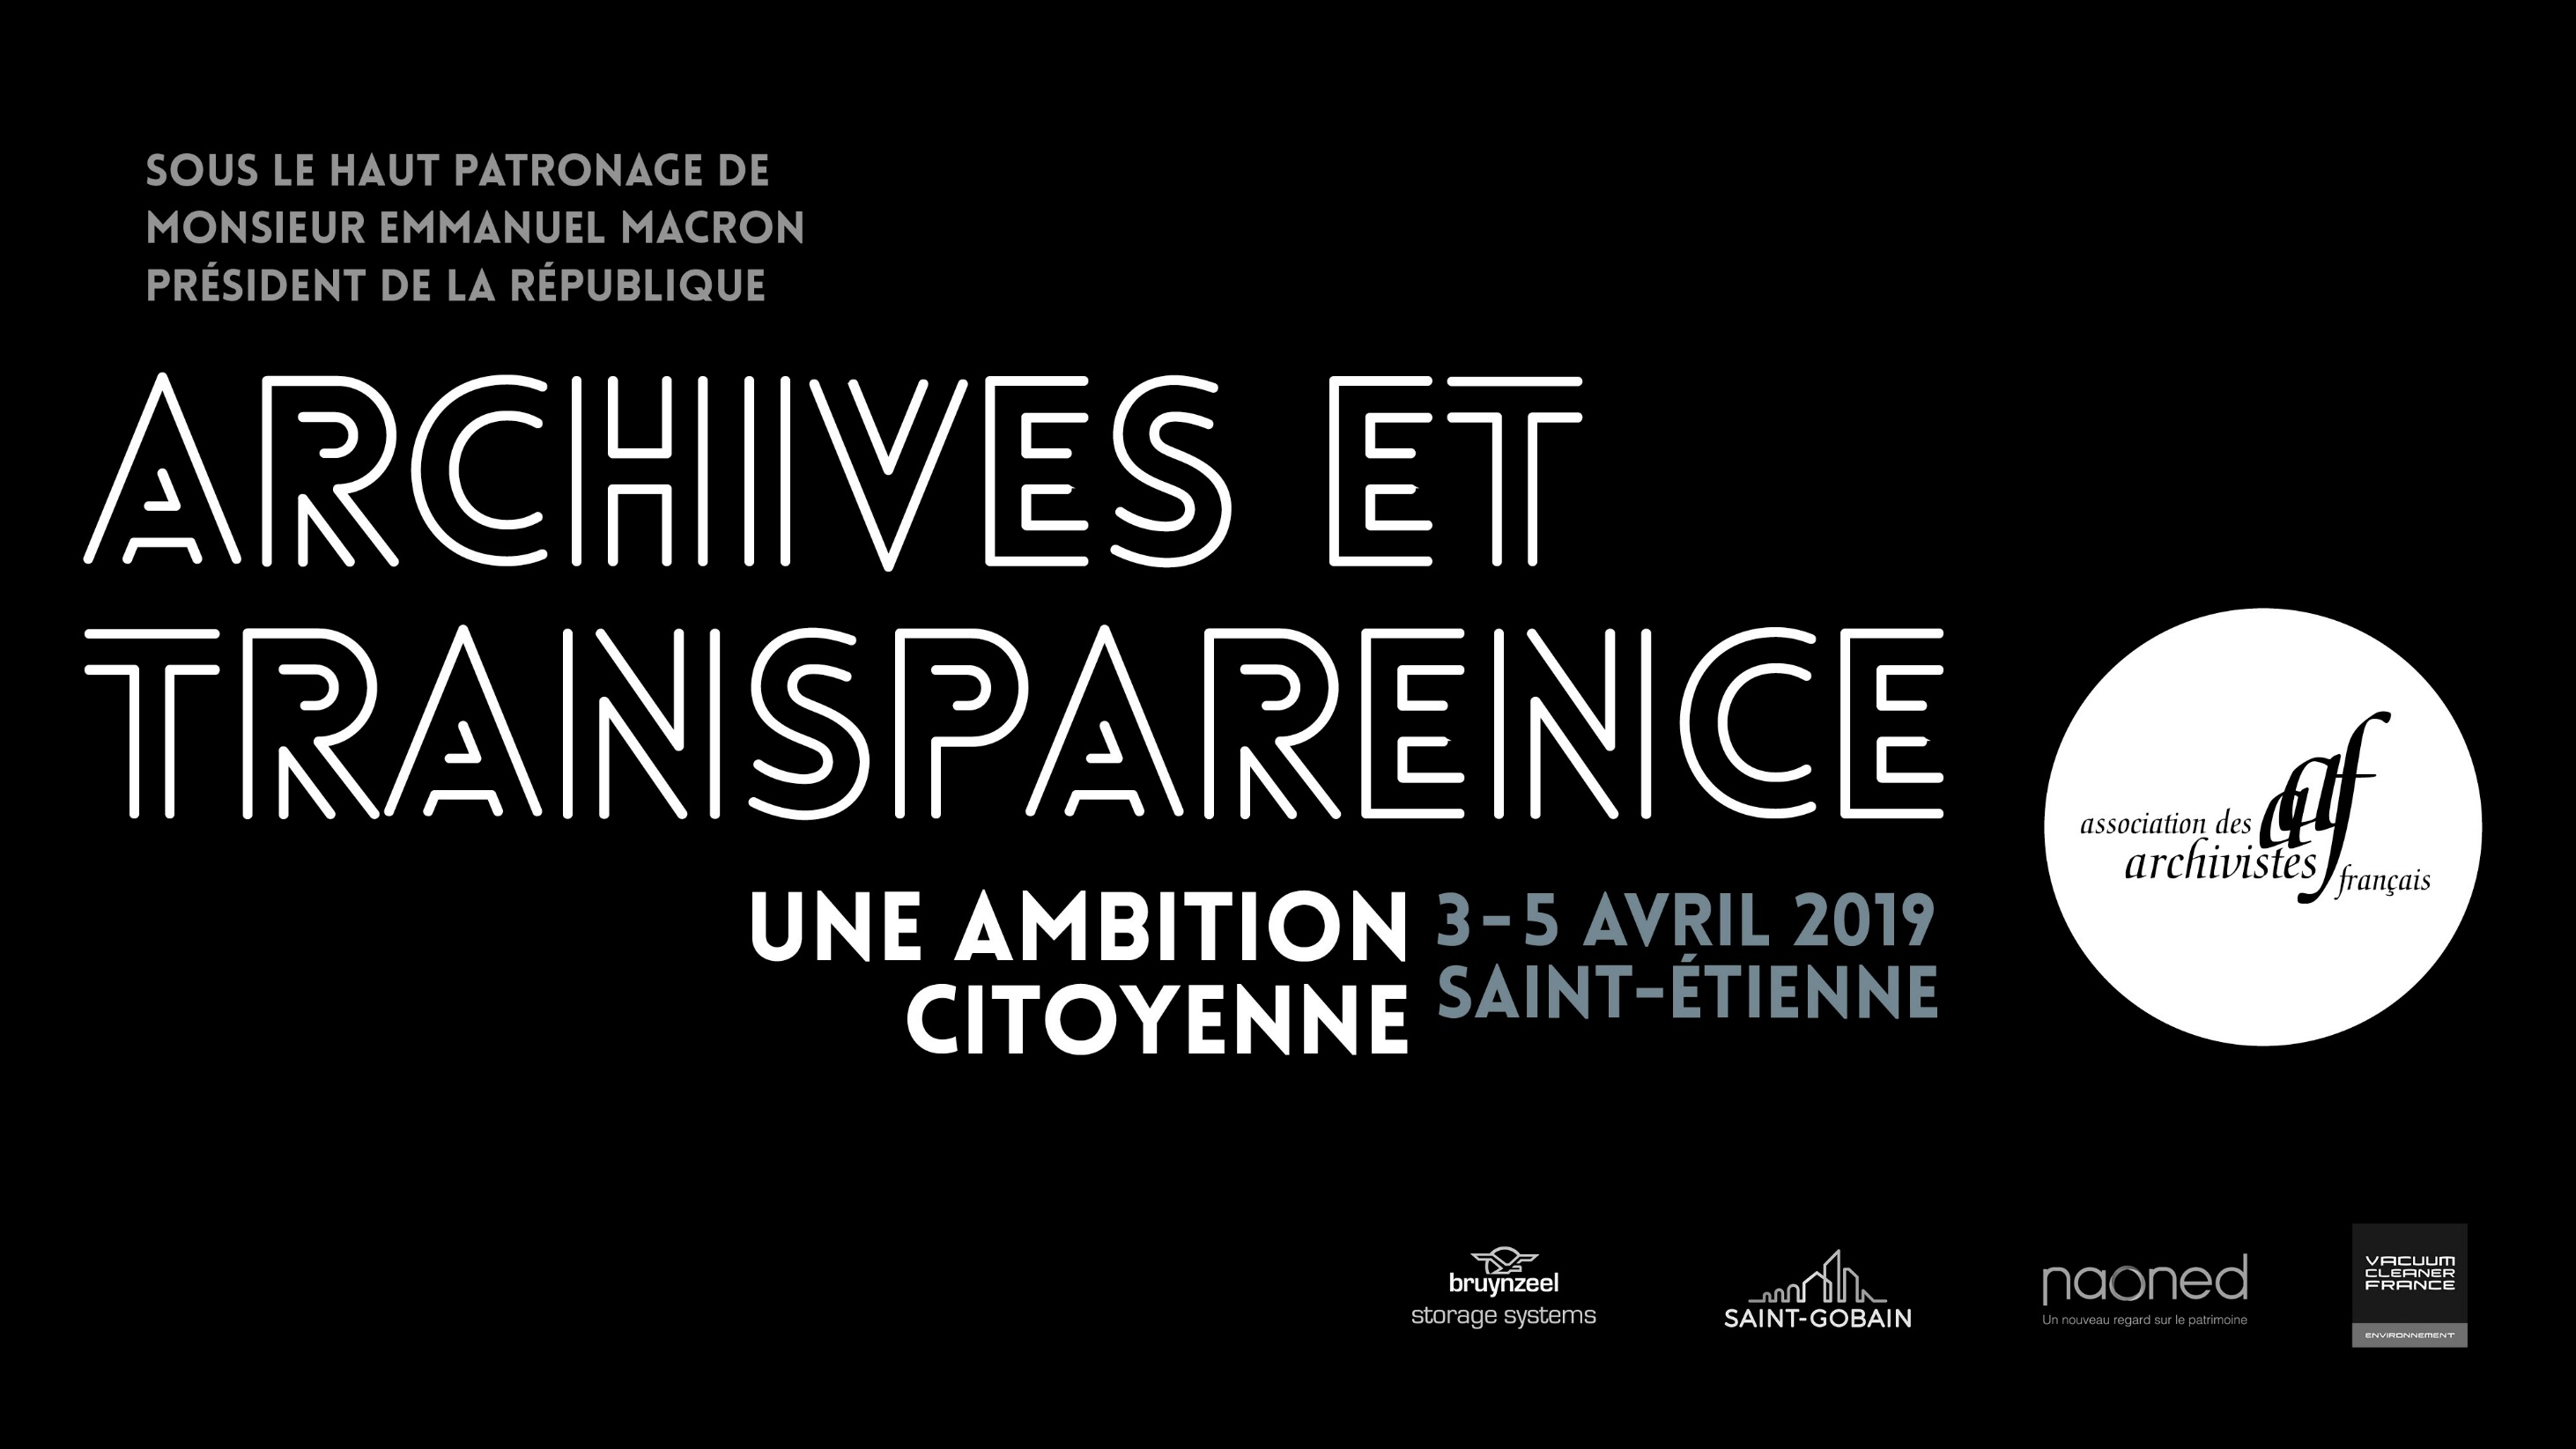 SOUS LE HAUT PATRONAGE DE
MONSIEUR EMMANUEL MACRON
PRÉSIDENT DE LA RÉPUBLIQUE
ARCHIVES ET
TRANSPARENCE
UNE AMBITION
CITOYENNE
3-5 AVRIL 2019
SAINT-ÉTIENNE
aaf
association des
archivistes
français
bruynzeel
storage systems
SAINT-GOBAIN
naoned
Un nouveau regard sur le patrimoine
VACUUM
CLEANER
FRANCE
ENVIRONNEMENT